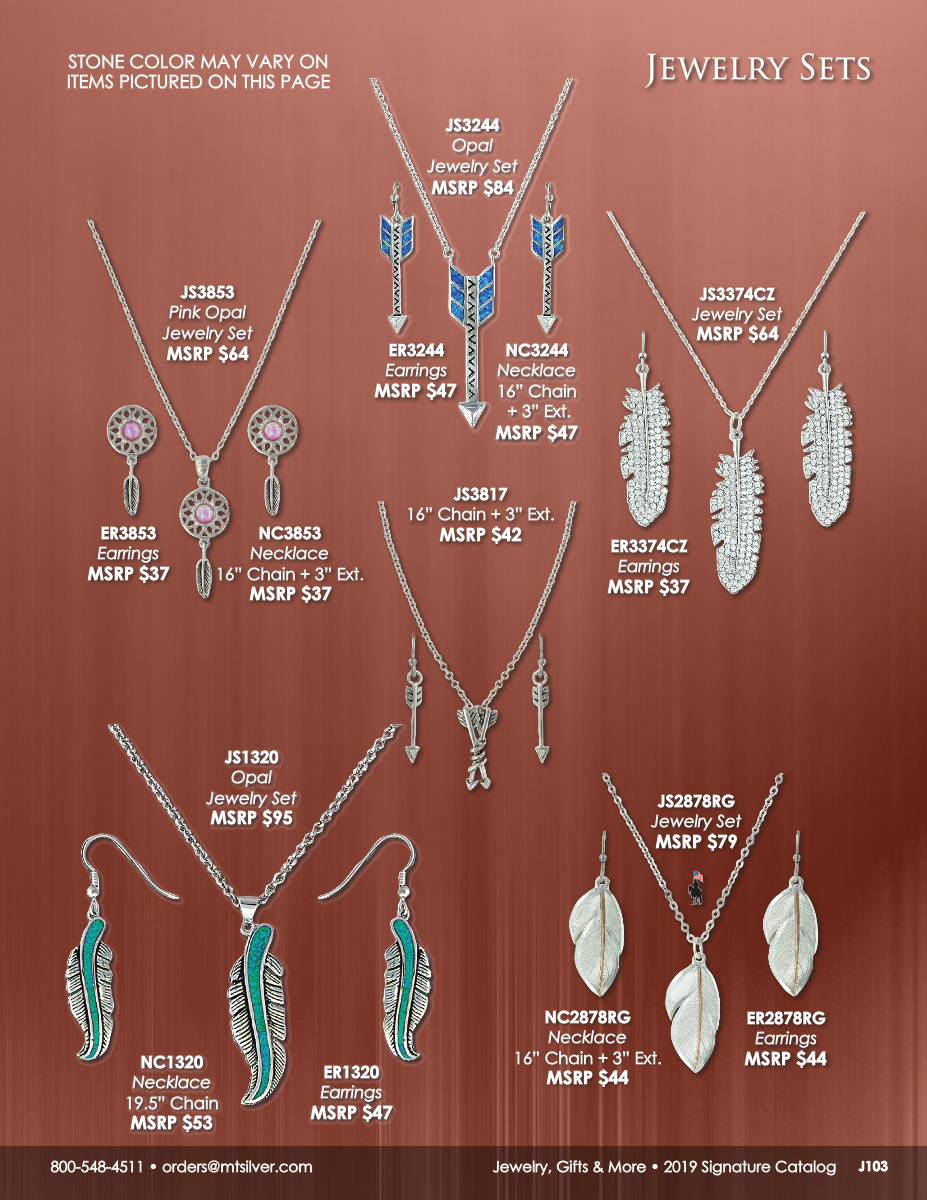 STONE COLOR MAY VARY ON
ITEMS PICTURED ON THIS PAGE
JEWELRY SETS
JS3244
Opal
Jewelry Set
MSRP $84
ER3244
Earrings
MSRP $47
NC3244
Necklace
16” Chain
+ 3” Ext.
MSRP $47
JS3853
Pink Opal
Jewelry Set
MSRP $64
ER3853
Earrings
MSRP $37
NC3853
Necklace
16” Chain + 3” Ext.
MSRP $37
JS3374CZ
Jewelry Set
MSRP $64
ER3374CZ
Earrings
MSRP $37
JS3817
16” Chain + 3” Ext.
MSRP $42
JS1320
Opal
Jewelry Set
MSRP $95
NC1320
Necklace
19.5” Chain
MSRP $53
ER1320
Earrings
MSRP $47
JS2878RG
Jewelry Set
MSRP $79
NC2878RG
Necklace
16” Chain + 3” Ext.
MSRP $44
ER2878RG
Earrings
MSRP $44
800-548-4511 • orders@mtsilver.com
Jewelry, Gifts & More • 2019 Signature Catalog J103